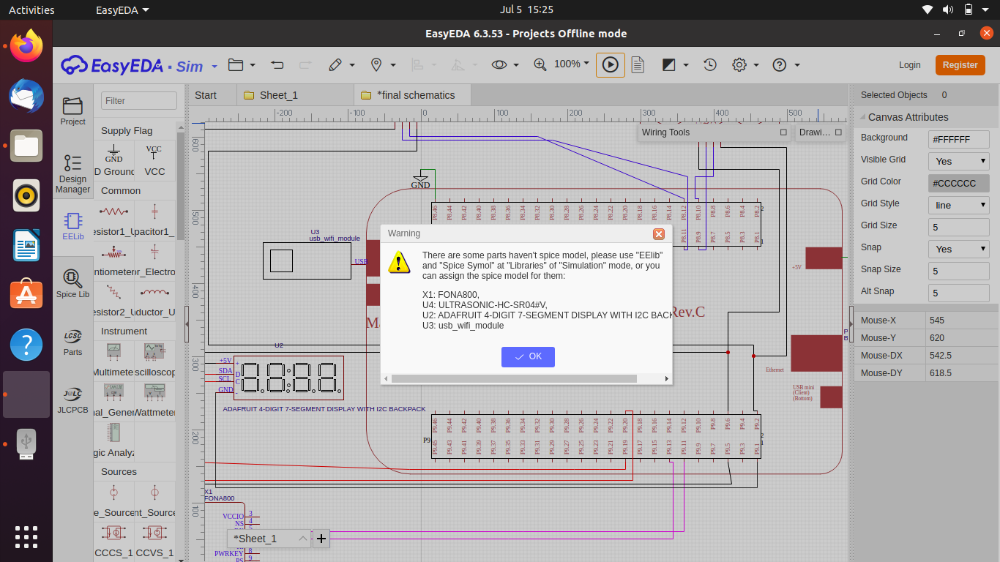 Activities
EasyEDA
Jul 5 15:25
EasyEDA 6.3.53 - Projects Offline mode
EasyEDA · Sim
100%
Login
Register
Project
Design
Manager
EELib
Spice Lib
LCSC
Parts
JLCPCB
Filter
Supply Flag
GND
VCC
D Ground
VCC
Common
esistor1_U
apacitor1_
esistor2_U
Instrument
Multimete
Wattmeter
Sources
CCCS_1
CCVS_1
Start
Sheet_1
*final schematics
-200
-100
0
100
200
300
400
500
600
500
400
300
200
100
Wiring Tools
Drawi...
GND
P8.46
P8.44
P8.42
P8.40
P8.38
P8.36
P8.34
P8.32
P8.30
P8.28
P8.26
P8.24
P8.22
P8.20
P8.18
P8.16
P8.14
P8.12
P8.10
P8.8
P8.6
P8.4
P8.2
2
P8.11
P8.9
P8.7
P8.5
P8.3
P8.1
1
U3
usb_wifi_module
USB
+5V
Rev.C
Warning
There are some parts haven't spice model, please use "EElib"
and "Spice Symol" at "Libraries" of "Simulation" mode, or you
can assign the spice model for them:
X1: FONA800,
U4: ULTRASONIC-HC-SR04#V,
U2: ADAFRUIT 4-DIGIT 7-SEGMENT DISPLAY WITH I2C BACK
U3: usb_wifi_module
OK
U2
+5V
SDA
SCL
GND
+
D
C
-
ADAFRUIT 4-DIGIT 7-SEGMENT DISPLAY WITH I2C BACKPACK
P
B
Ethernet
USB mini
(Client)
(Bottom)
P9.46
P9.44
P9.42
P9.40
P9.38
P9.36
P9.34
P9.32
P9.30
P9.28
P9.26
P9.24
P9.22
P9.20
P9.18
P9.16
P9.14
P9.12
P9.10
P9.8
P9.6
P9.4
P9.2
2
P9
P9.45
P9.43
P9.41
P9.39
P9.37
P9.35
P9.33
P9.31
P9.29
P9.27
P9.25
P9.23
P9.21
P9.19
P9.17
P9.15
P9.13
P9.11
P9.9
P9.7
P9.5
P9.3
P9.1
1
X1
FONA800
VCCIO
3
NS
4
PWRKEY
8
PS
9
*Sheet_1
Selected Objects 0
Canvas Attributes
Background #FFFFFF
Visible Grid Yes
Grid Color #CCCCCC
Grid Style line
Grid Size 5
Snap Yes
Snap Size 5
Alt Snap 5
Mouse-X 545
Mouse-Y 620
Mouse-DX 542.5
Mouse-DY 618.5